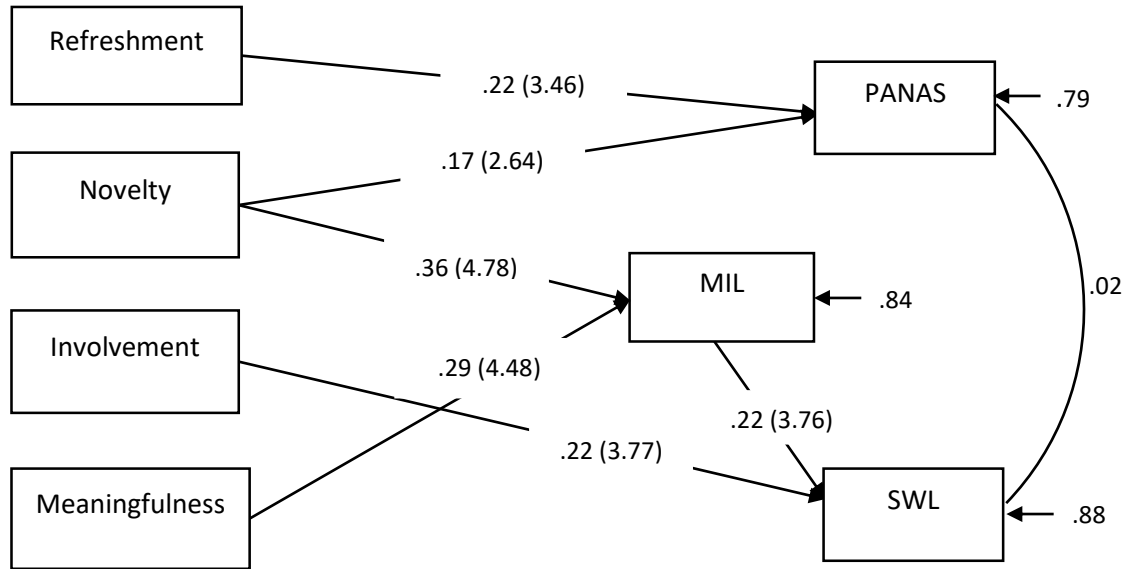 Refreshment
.22 (3.46)
PANAS
.79
.17 (2.64)
Novelty
.36 (4.78)
MIL
.84
.02
Involvement
.29 (4.48)
.22 (3.76)
.22 (3.77)
Meaningfulness
SWL
.88